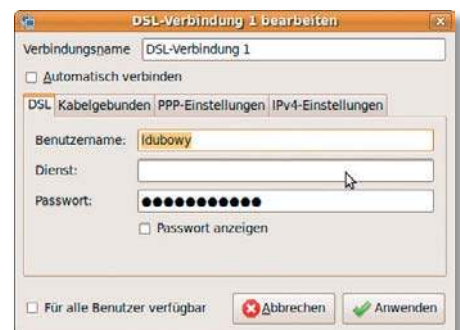 DSL-Verbindung 1 bearbeiten
Verbindungsname DSL-Verbindung 1
Automatisch verbinden
DSL Kabelgebunden PPP-Einstellungen IPv4-Einstellungen
Benutzername: ldubowy
Dienst:
Passwort: ●●●●●●●●●●●
Passwort anzeigen
Für alle Benutzer verfügbar Abbrechen Anwenden